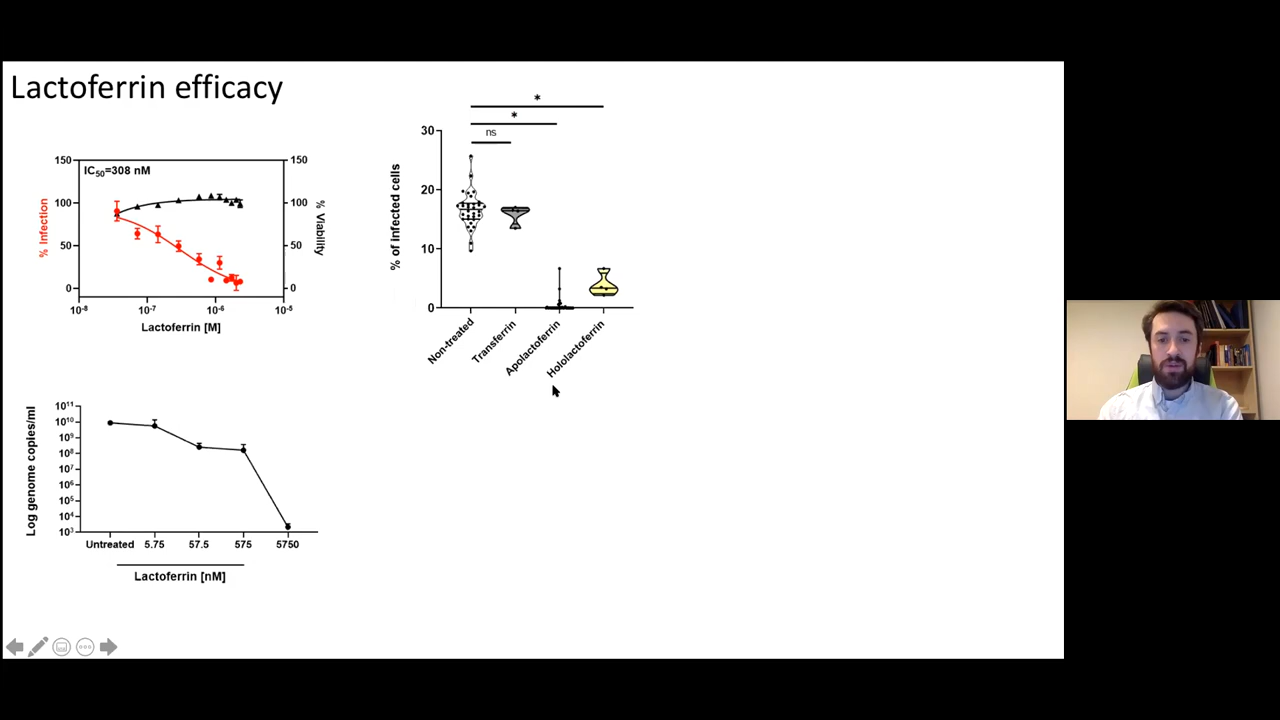 Lactoferrin efficacy
IC50=308 nM
150
100
50
0
% Infection
150
100
50
0
% Viability
10-8
10-7
10-6
10-5
Lactoferrin [M]
*
*
ns
30
20
10
0
% of infected cells
Non-treated
Transferrin
Apolactoferrin
Hololactoferrin
Log genome copies/ml
10¹¹
10¹⁰
10⁹
10⁸
10⁷
10⁶
10⁵
10⁴
10³
Untreated
5.75
57.5
575
5750
Lactoferrin [nM]